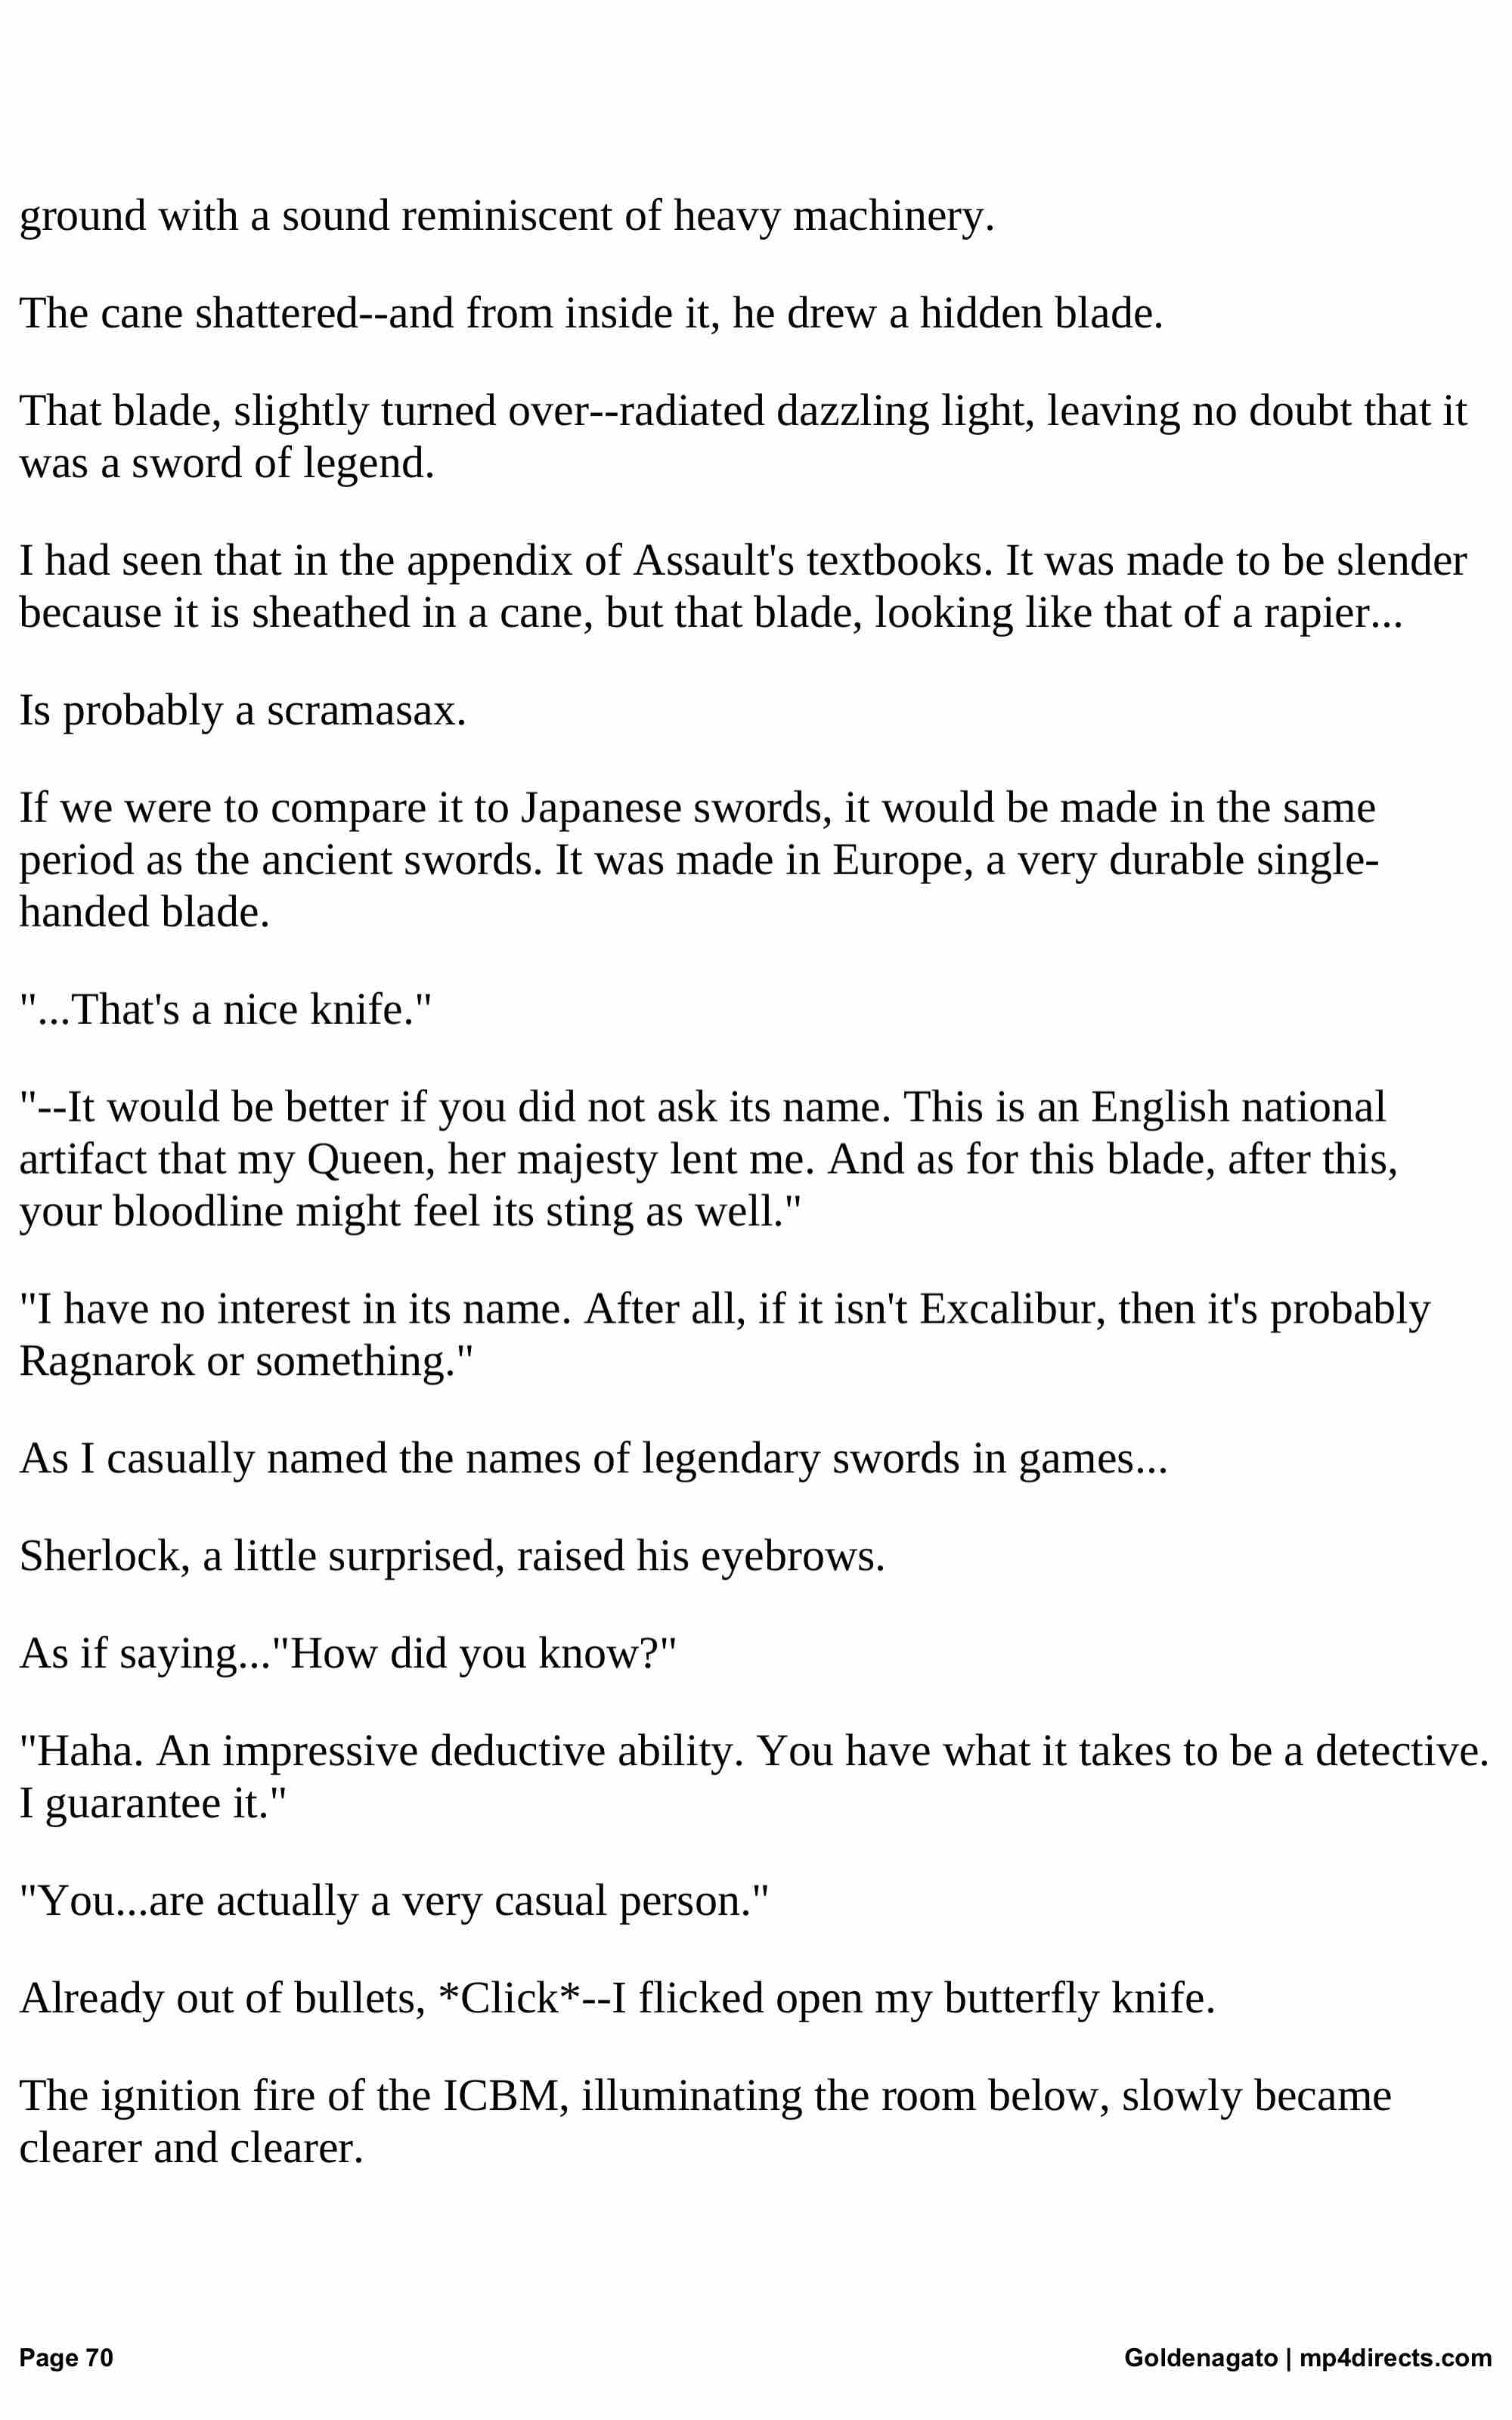 ground with a sound reminiscent of heavy machinery.
The cane shattered--and from inside it, he drew a hidden blade.
That blade, slightly turned over--radiated dazzling light, leaving no doubt that it
was a sword of legend.
I had seen that in the appendix of Assault's textbooks. It was made to be slender
because it is sheathed in a cane, but that blade, looking like that of a rapier...
Is probably a scramasax.
If we were to compare it to Japanese swords, it would be made in the same
period as the ancient swords. It was made in Europe, a very durable single-
handed blade.
"...That's a nice knife."
"--It would be better if you did not ask its name. This is an English national
artifact that my Queen, her majesty lent me. And as for this blade, after this,
your bloodline might feel its sting as well."
"I have no interest in its name. After all, if it isn't Excalibur, then it's probably
Ragnarok or something."
As I casually named the names of legendary swords in games...
Sherlock, a little surprised, raised his eyebrows.
As if saying..."How did you know?"
"Haha. An impressive deductive ability. You have what it takes to be a detective.
I guarantee it."
"You...are actually a very casual person."
Already out of bullets, *Click*--I flicked open my butterfly knife.
The ignition fire of the ICBM, illuminating the room below, slowly became
clearer and clearer.
Page 70
Goldenagato | mp4directs.com